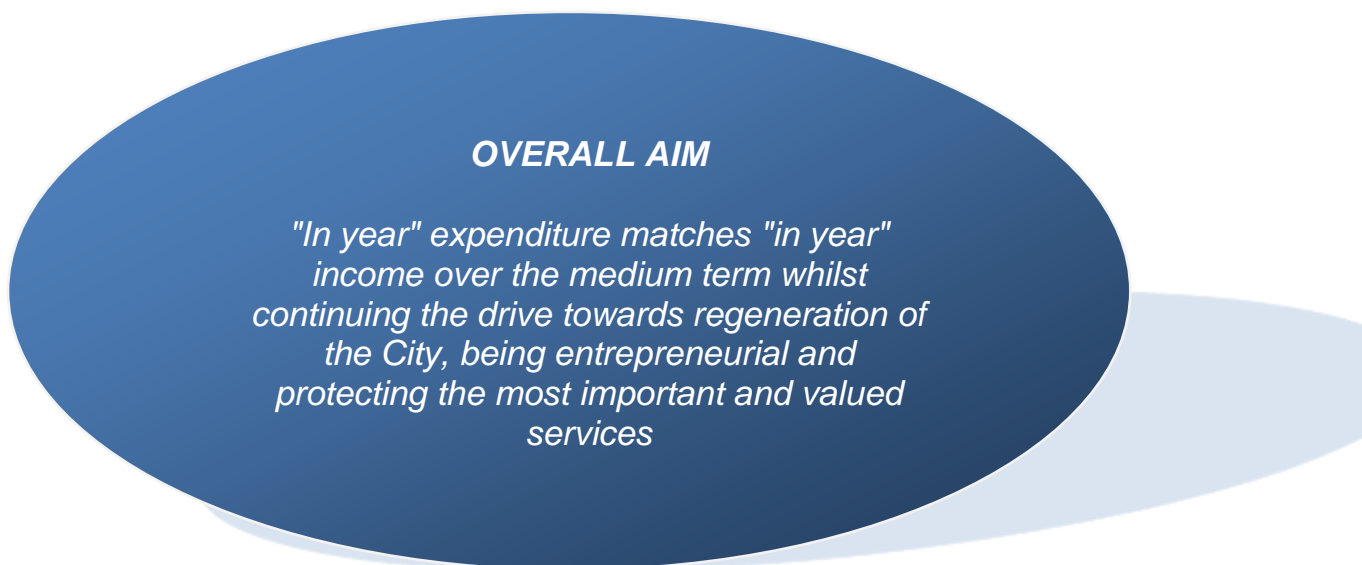 OVERALL AIM
"In year" expenditure matches "in year"
income over the medium term whilst
continuing the drive towards regeneration of
the City, being entrepreneurial and
protecting the most important and valued
services